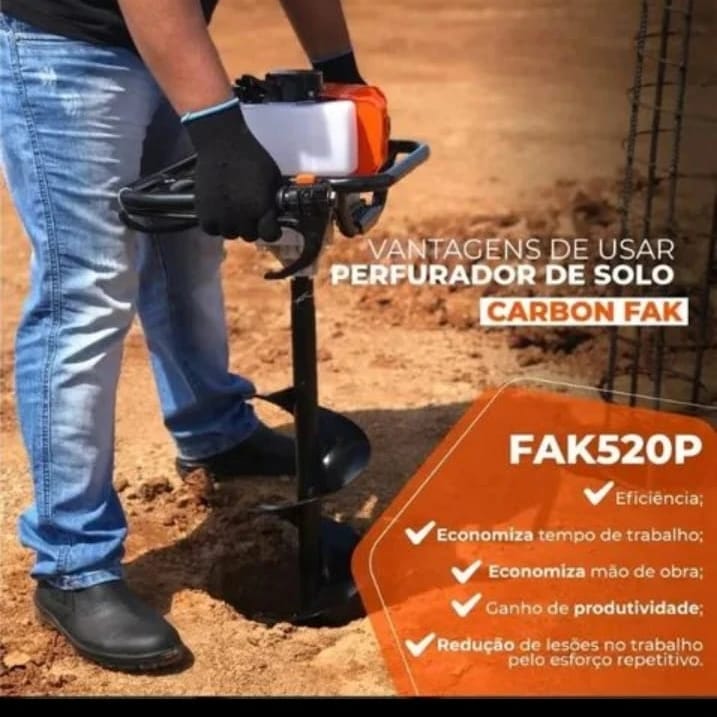 VANTAGENS DE USAR
PERFURADOR DE SOLO
CARBON FAK
FAK520P
Eficiência;
Economiza tempo de trabalho;
Economiza mão de obra;
Ganho de produtividade;
Redução de lesões no trabalho
pelo esforço repetitivo.